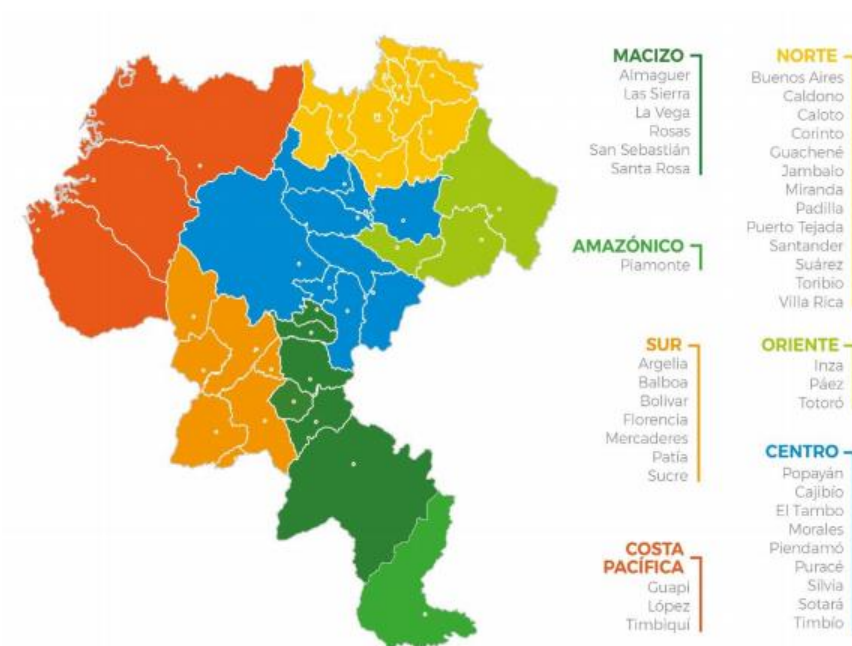 MACIZO
Almaguer
Las Sierra
La Vega
Rosas
San Sebastián
Santa Rosa
AMAZÓNICO
Piamonte
SUR
Argelia
Balboa
Bolivar
Florencia
Mercaderes
Patía
Sucre
COSTA
PACÍFICA
Guapi
López
Timbiquí
NORTE
Buenos Aires
Caldono
Caloto
Corinto
Guachené
Jambalo
Miranda
Padilla
Puerto Tejada
Santander
Suárez
Toribio
Villa Rica
ORIENTE
Inza
Páez
Totoró
CENTRO
Popayán
Cajibío
El Tambo
Morales
Piendamó
Puracé
Silvia
Sotará
Timbío